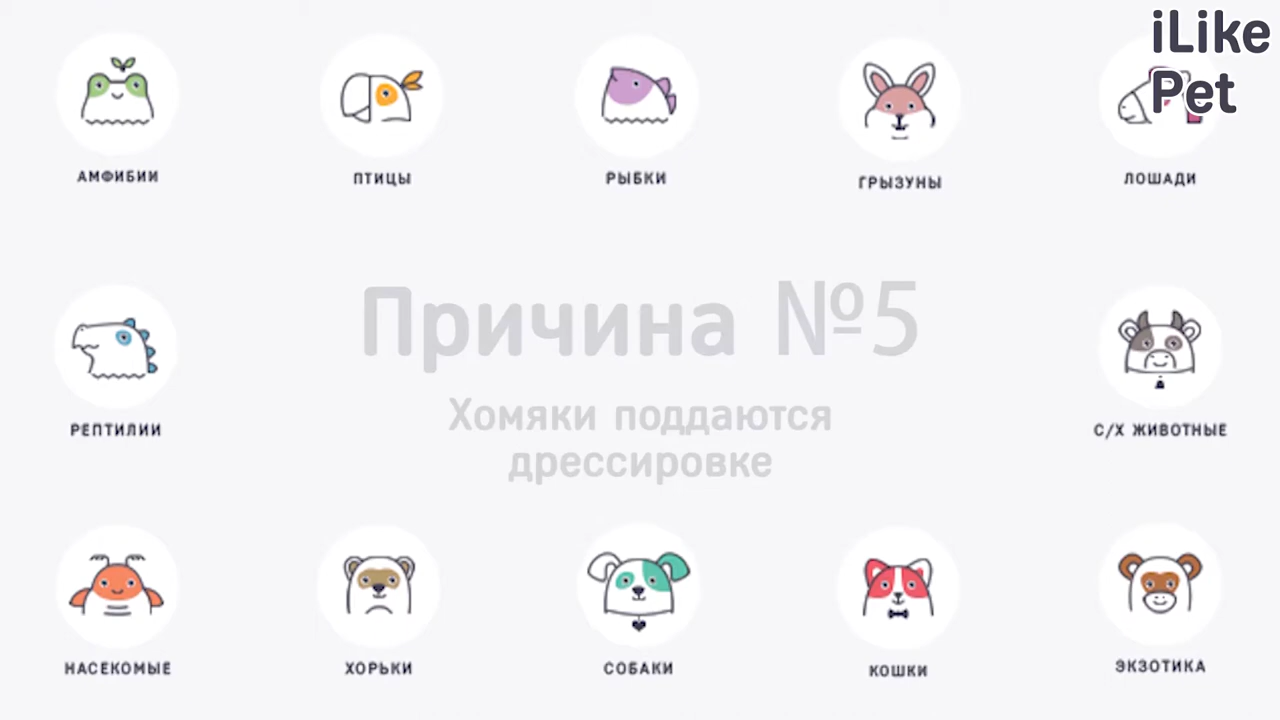 iLike
Pet
АМФИБИИ
ПТИЦЫ
РЫБКИ
ГРЫЗУНЫ
ЛОШАДИ
Причина №5
Хомяки поддаются
дрессировке
РЕПТИЛИИ
С/Х ЖИВОТНЫЕ
НАСЕКОМЫЕ
ХОРЬКИ
СОБАКИ
КОШКИ
ЭКЗОТИКА